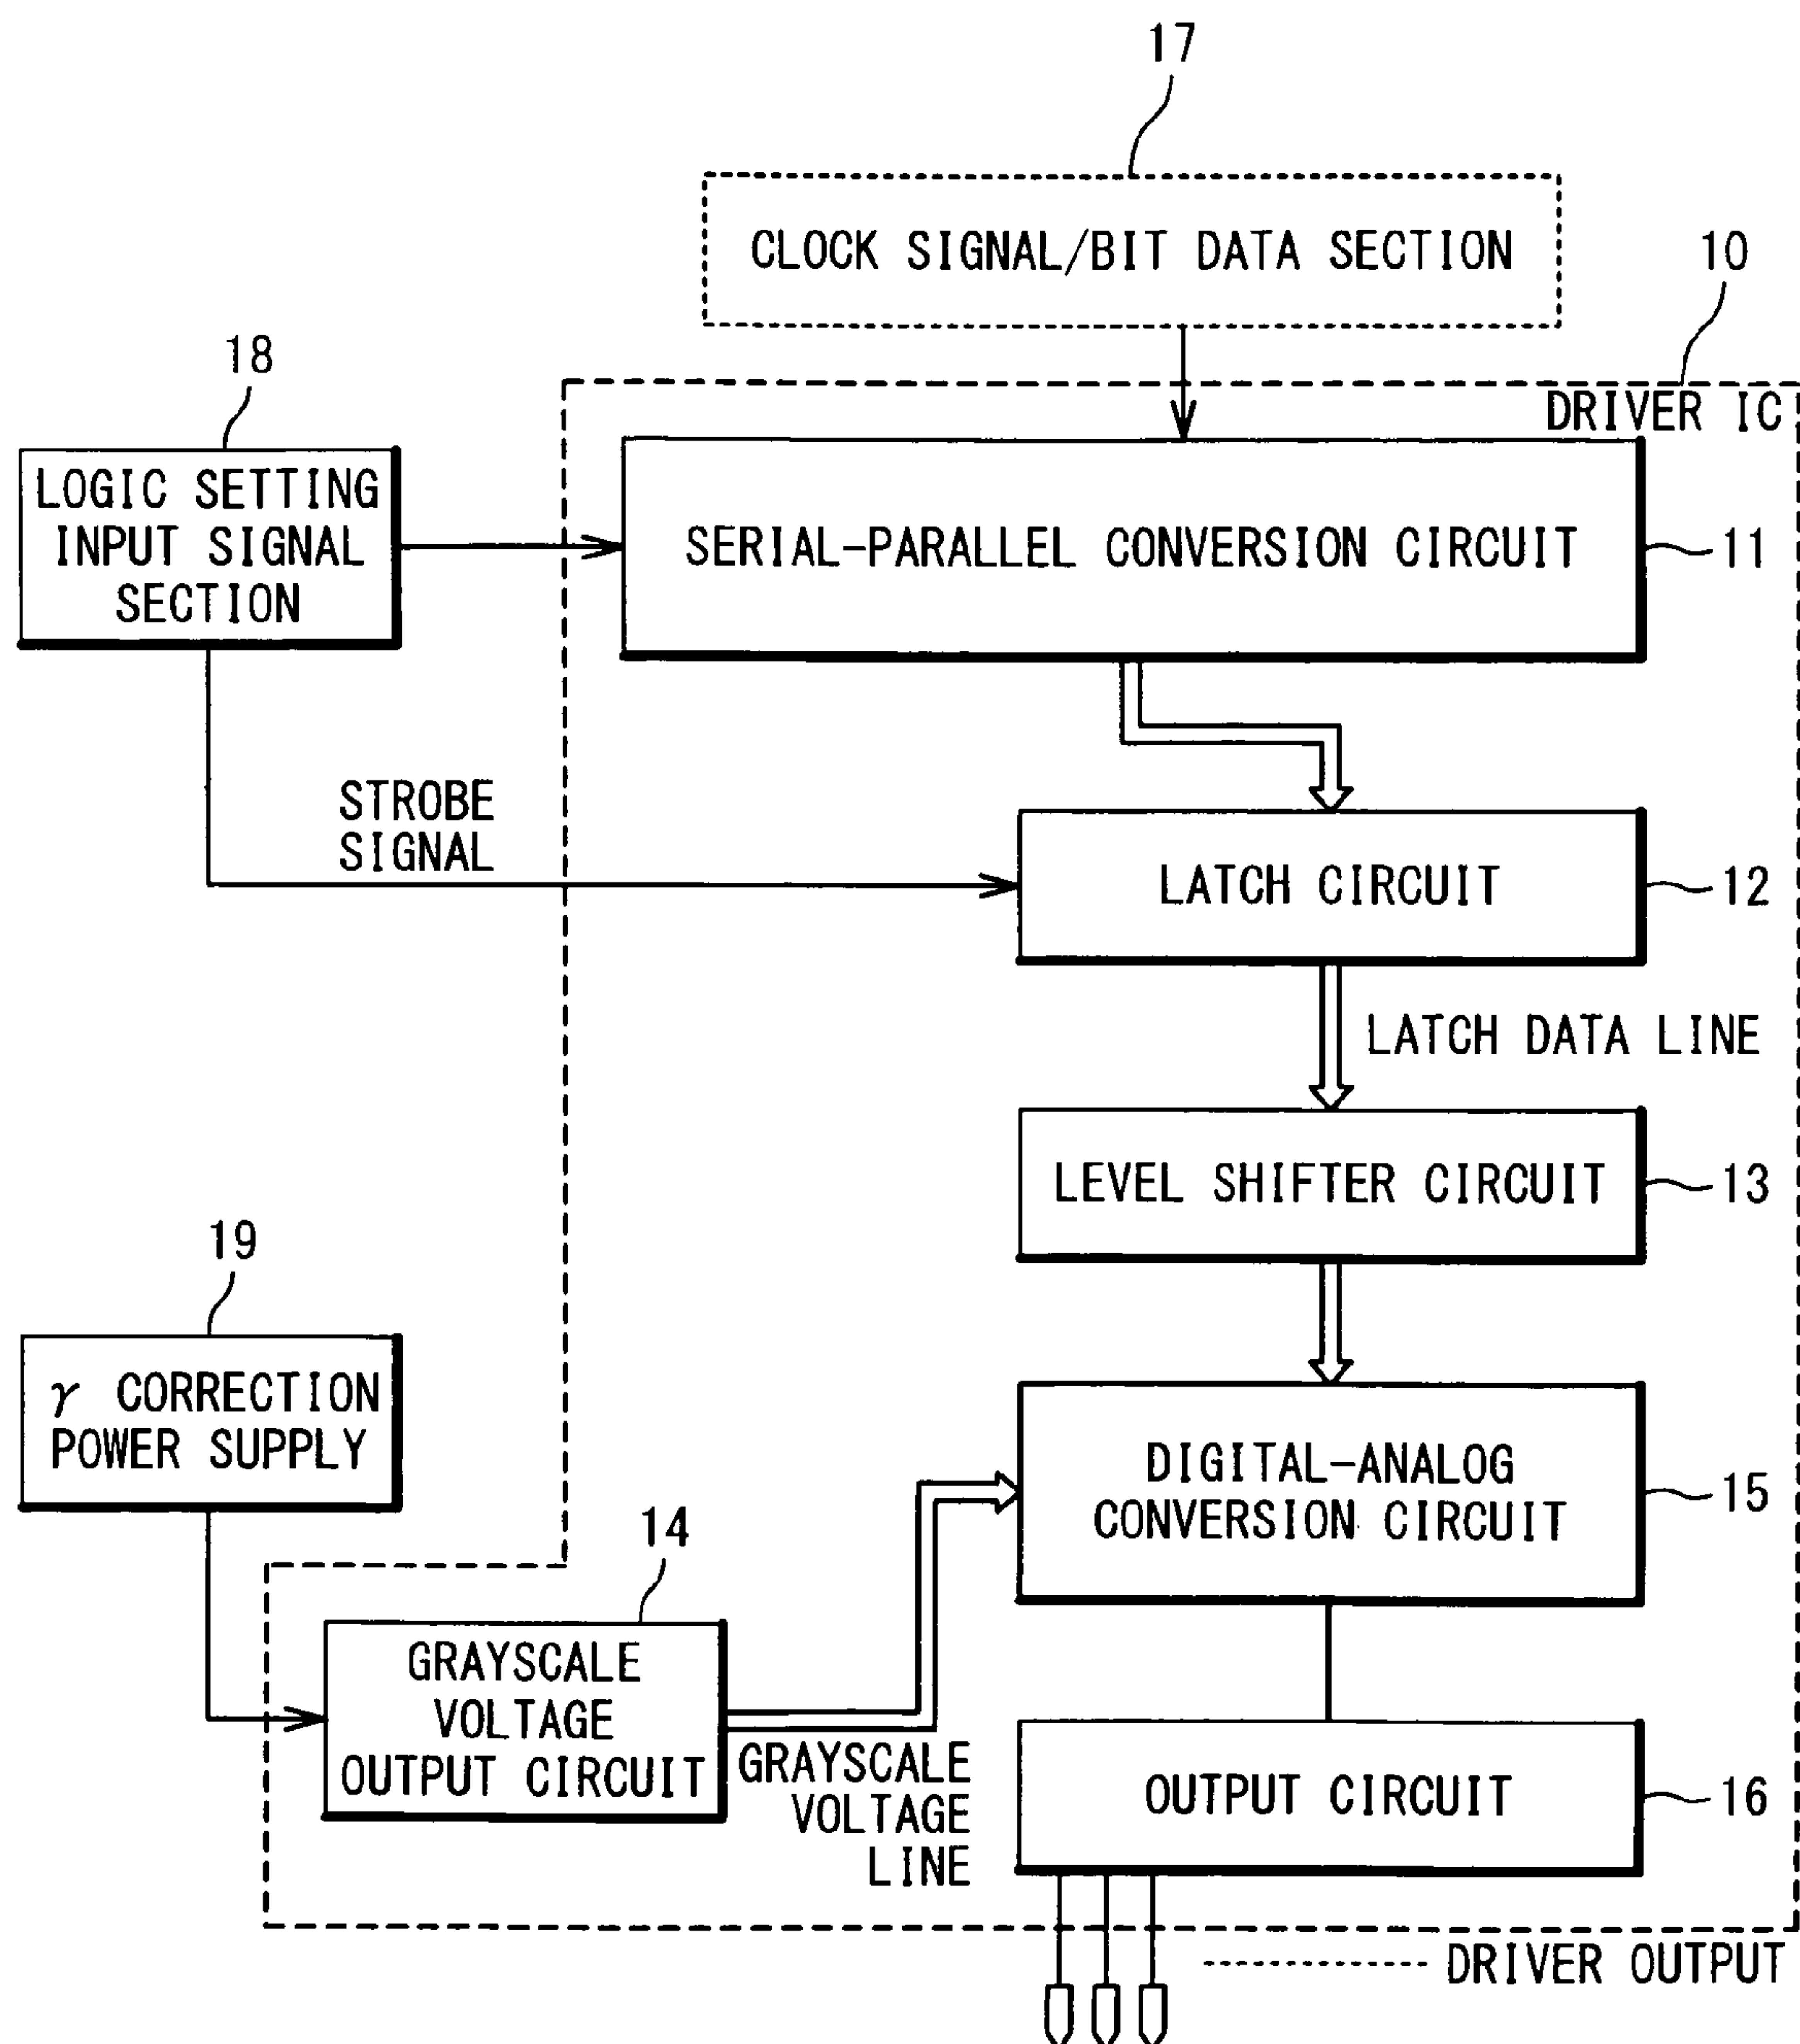 17
CLOCK SIGNAL/BIT DATA SECTION
10
18
DRIVER IC
LOGIC SETTING
INPUT SIGNAL
SECTION
SERIAL-PARALLEL CONVERSION CIRCUIT
11
STROBE
SIGNAL
LATCH CIRCUIT
12
LATCH DATA LINE
LEVEL SHIFTER CIRCUIT
13
19
γ CORRECTION
POWER SUPPLY
DIGITAL-ANALOG
CONVERSION CIRCUIT
15
14
GRAYSCALE
VOLTAGE
OUTPUT CIRCUIT
GRAYSCALE
VOLTAGE
LINE
OUTPUT CIRCUIT
16
DRIVER OUTPUT